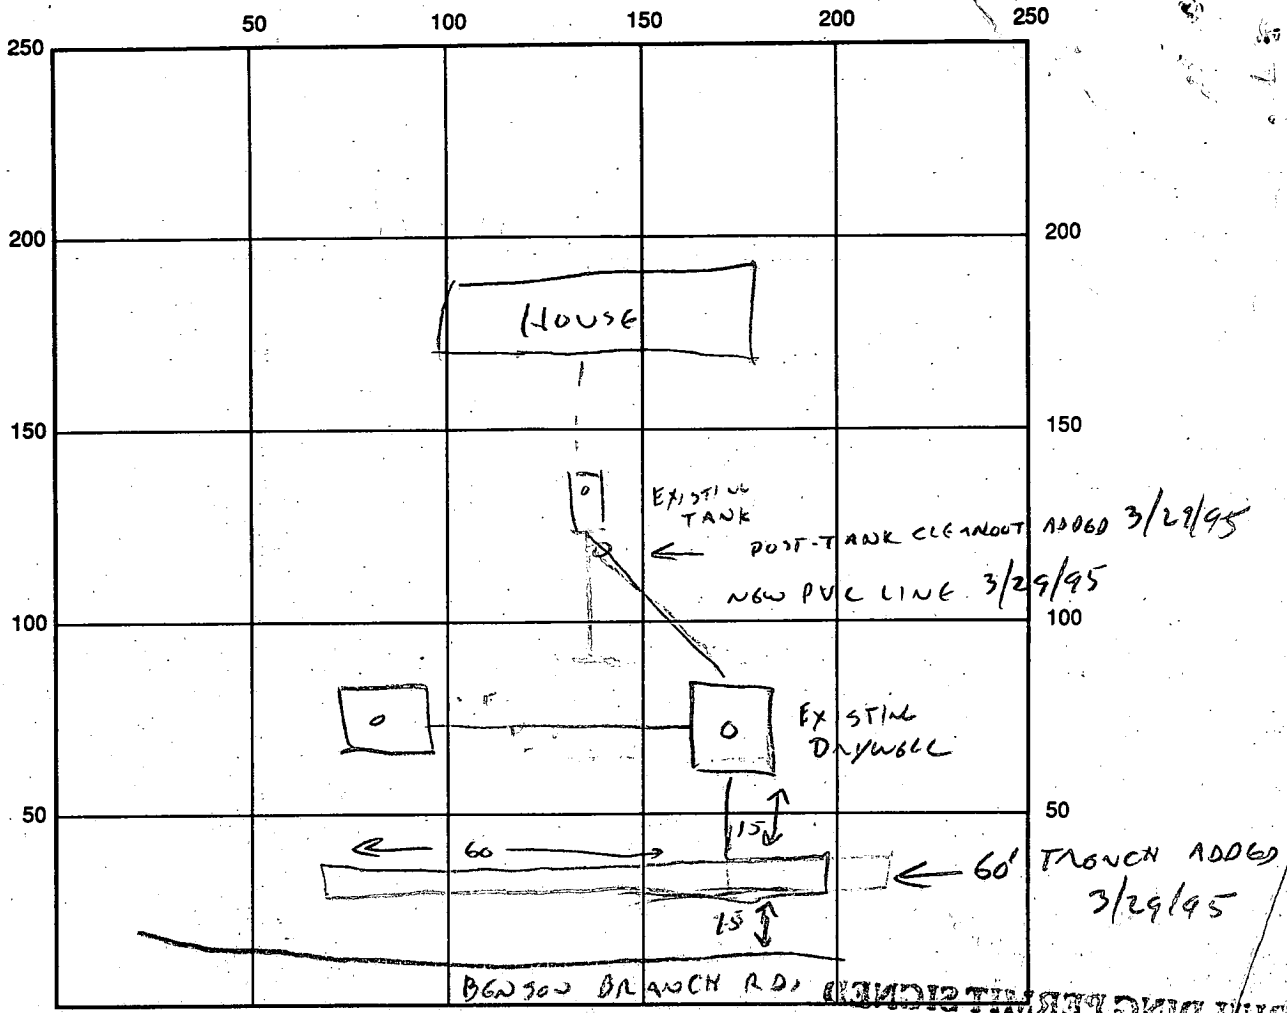 50 100 150 200 250
250
200 200
HOUSE
150 150
EXISTING
TANK
POST-TANK CLEANOUT ADDED 3/29/95
NEW PVC LINE 3/29/95
100 100
EXISTING
DRYWELL
50 50
15
60
60' TRENCH ADDED
3/29/95
15
BENSON BRANCH RD.
PERMIT SIGNED